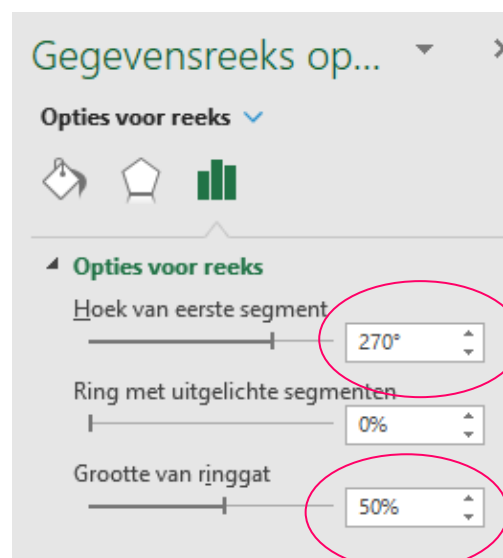 Gegevensreeks op...
Opties voor reeks
Opties voor reeks
Hoek van eerste segment
270°
Ring met uitgelichte segmenten
0%
Grootte van ringgat
50%